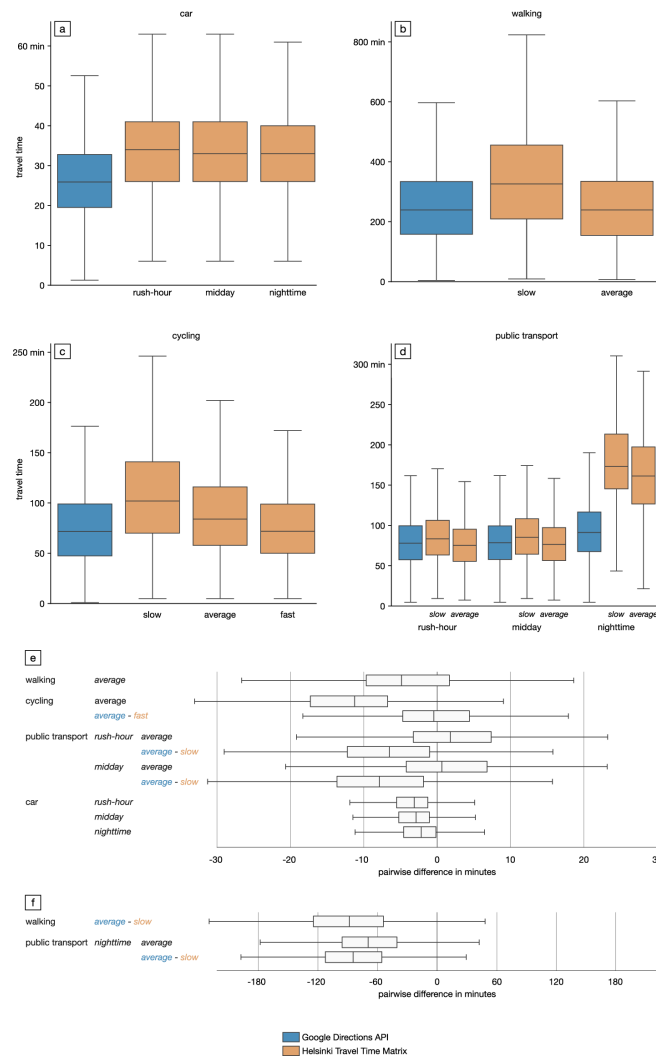 a
car
60 min
50
40
30
20
10
0
travel time
rush-hour
midday
nighttime
b
walking
800 min
600
400
200
0
slow
average
c
cycling
250 min
200
150
100
50
0
travel time
slow
average
fast
d
public transport
300 min
250
200
150
100
50
0
slow average
slow average
slow average
rush-hour
midday
nighttime
e
walking average
cycling average
average - fast
public transport rush-hour average
average - slow
midday average
average - slow
car rush-hour
midday
nighttime
-30 -20 -10 0 10 20
pairwise difference in minutes
f
walking average - slow
public transport nighttime average
average - slow
-180 -120 -60 0 60 120 180
pairwise difference in minutes
Google Directions API
Helsinki Travel Time Matrix